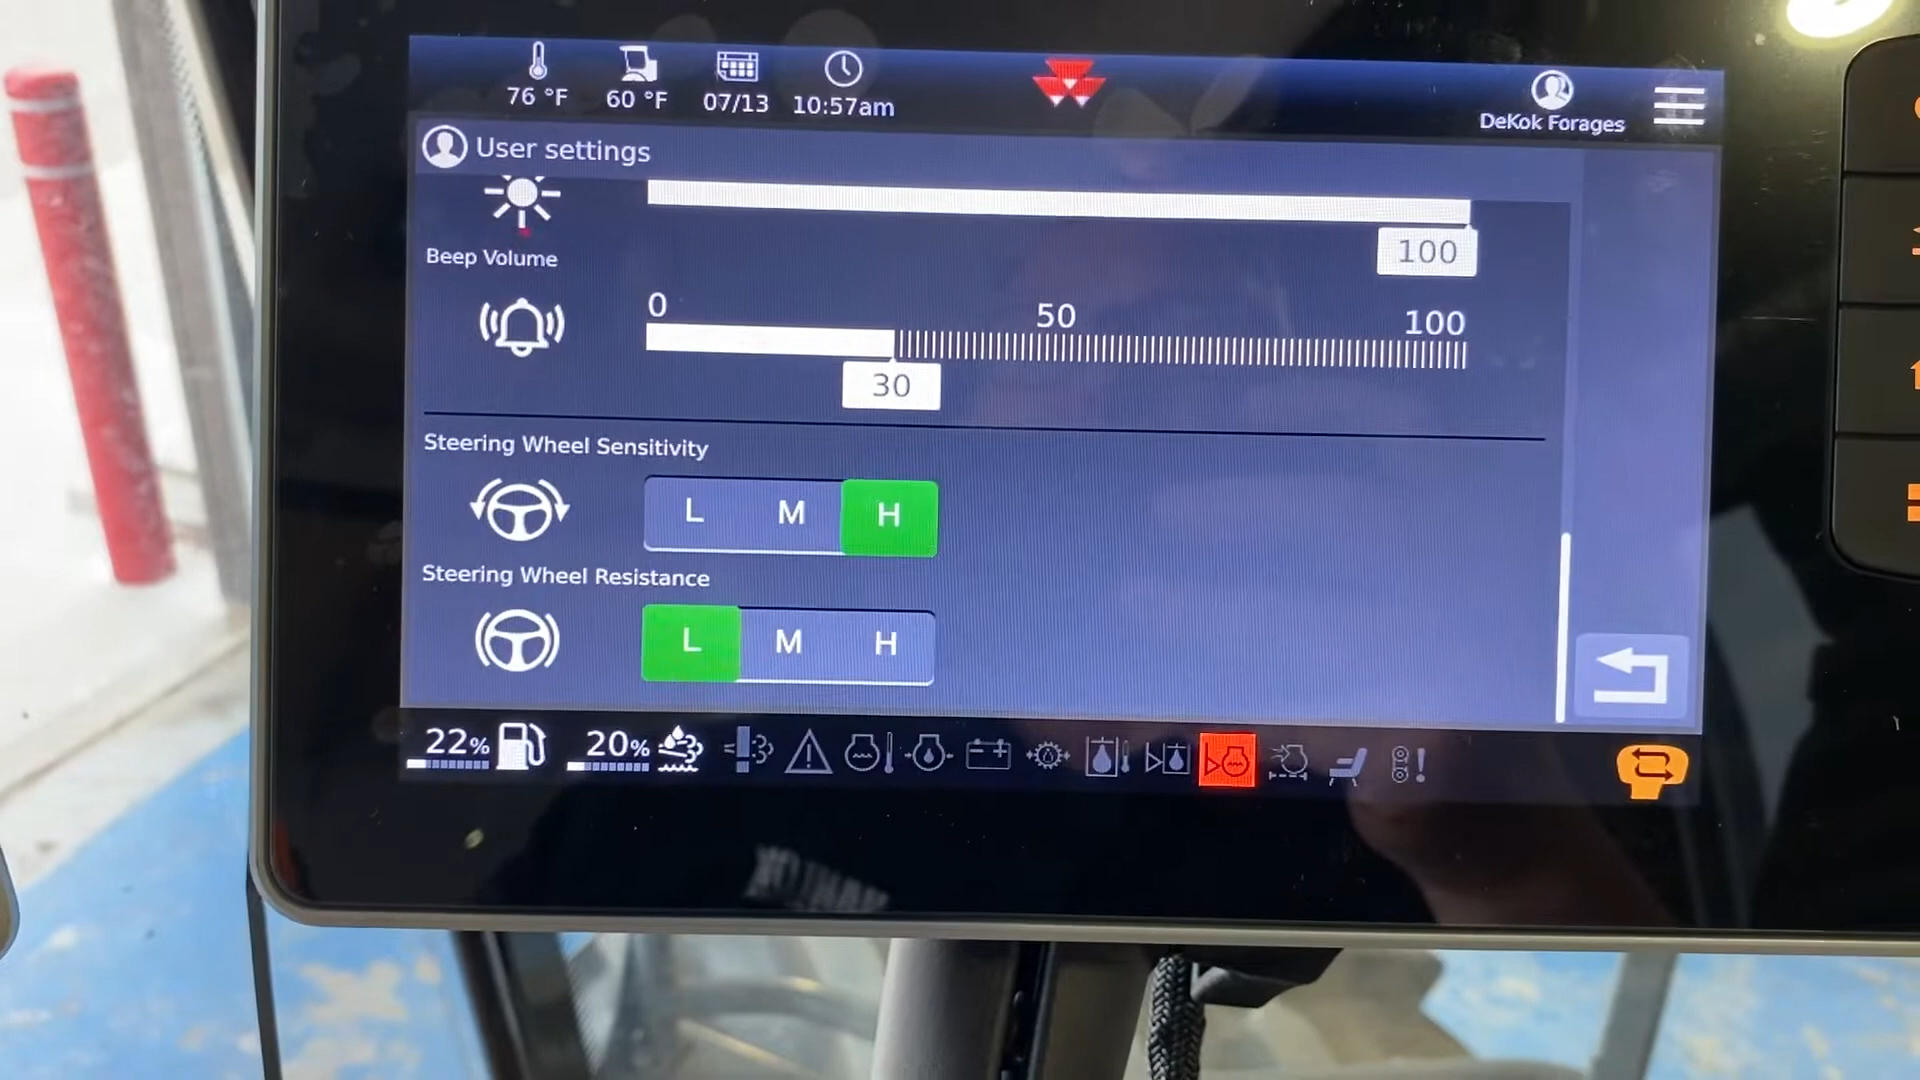 76 °F 60 °F 07/13 10:57am DeKok Forages
User settings
100
Beep Volume
0 50 100
30
Steering Wheel Sensitivity
L M H
Steering Wheel Resistance
L M H
22% 20%